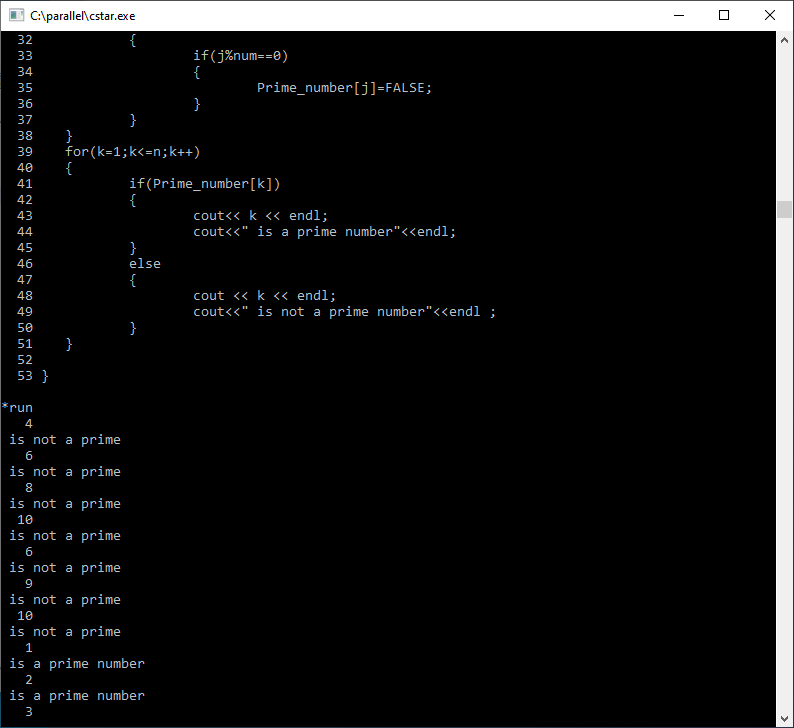 C:\parallel\cstar.exe
32 {
33 if(j%num==0)
34 {
35 Prime_number[j]=FALSE;
36 }
37 }
38 }
39 for(k=1;k<=n;k++)
40 {
41 if(Prime_number[k])
42 {
43 cout<< k << endl;
44 cout<<" is a prime number"<<endl;
45 }
46 else
47 {
48 cout << k << endl;
49 cout<<" is not a prime number"<<endl ;
50 }
51 }
52
53 }
*run
4
is not a prime
6
is not a prime
8
is not a prime
10
is not a prime
6
is not a prime
9
is not a prime
10
is not a prime
1
is a prime number
2
is a prime number
3